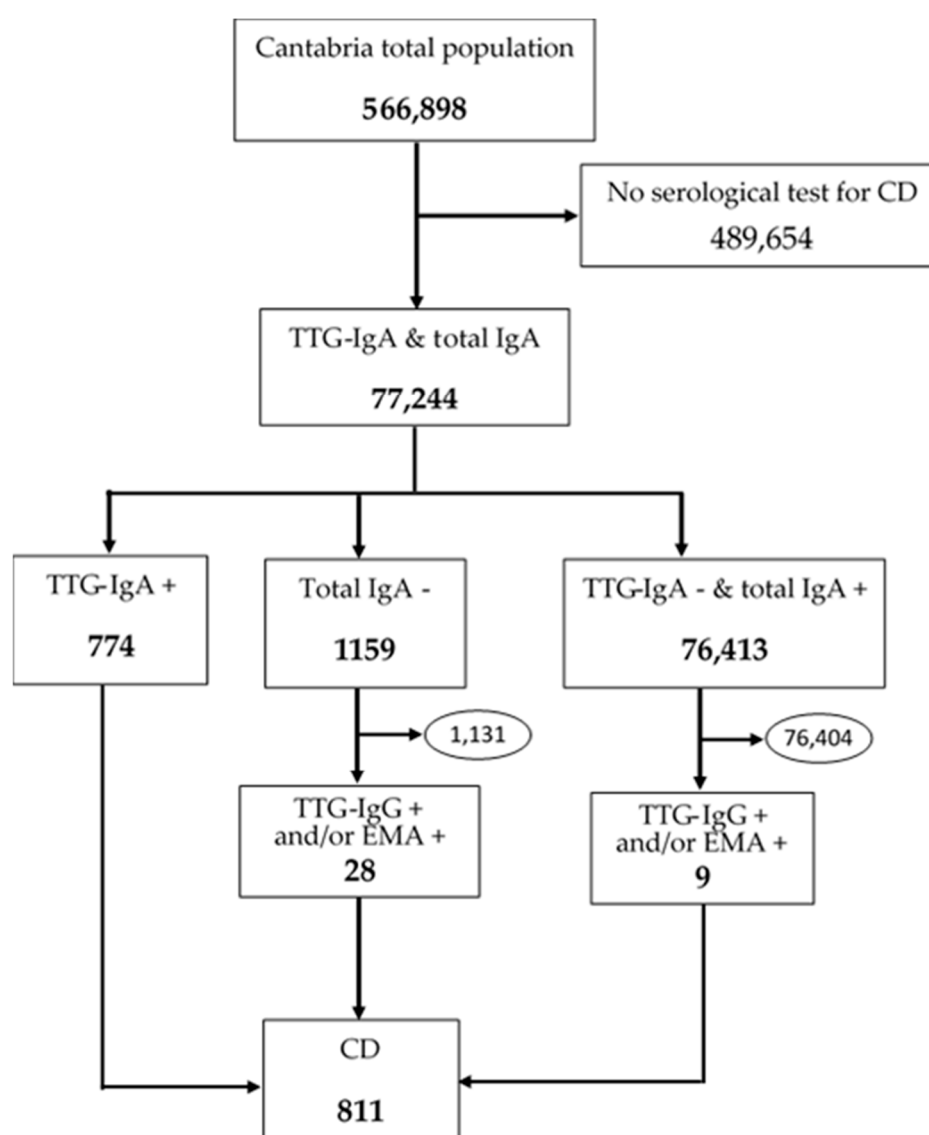 Cantabria total population
566,898
No serological test for CD
489,654
TTG-IgA & total IgA
77,244
TTG-IgA +
774
Total IgA -
1159
TTG-IgA - & total IgA +
76,413
1,131
76,404
TTG-IgG +
and/or EMA +
28
TTG-IgG +
and/or EMA +
9
CD
811